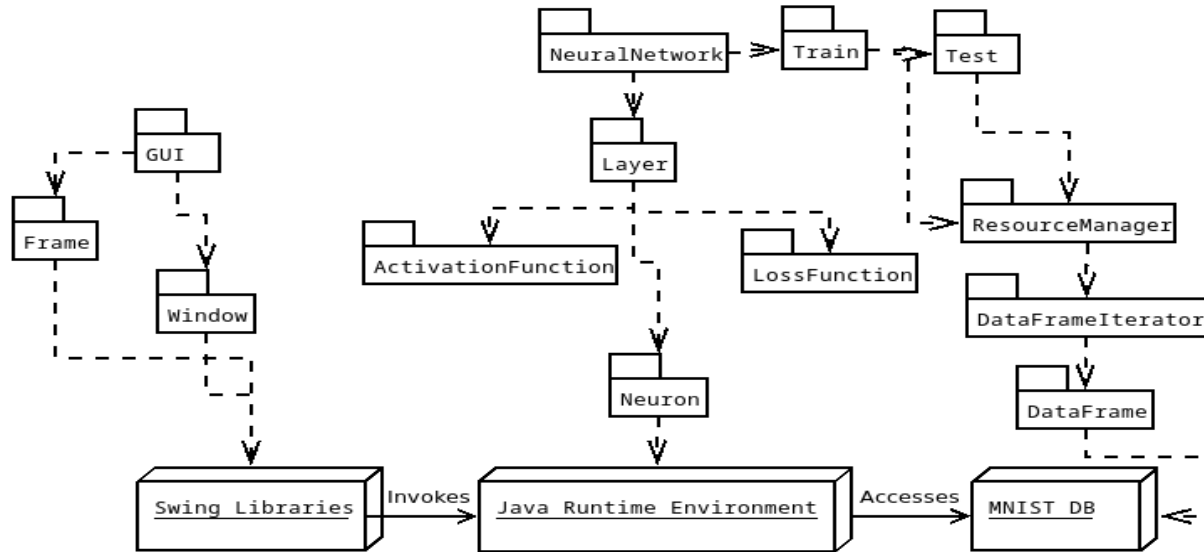 NeuralNetwork
Train
Test
GUI
Layer
Frame
ResourceManager
ActivationFunction
LossFunction
Window
DataFrameIterator
Neuron
DataFrame
Swing Libraries
Invokes
Java Runtime Environment
Accesses
MNIST DB